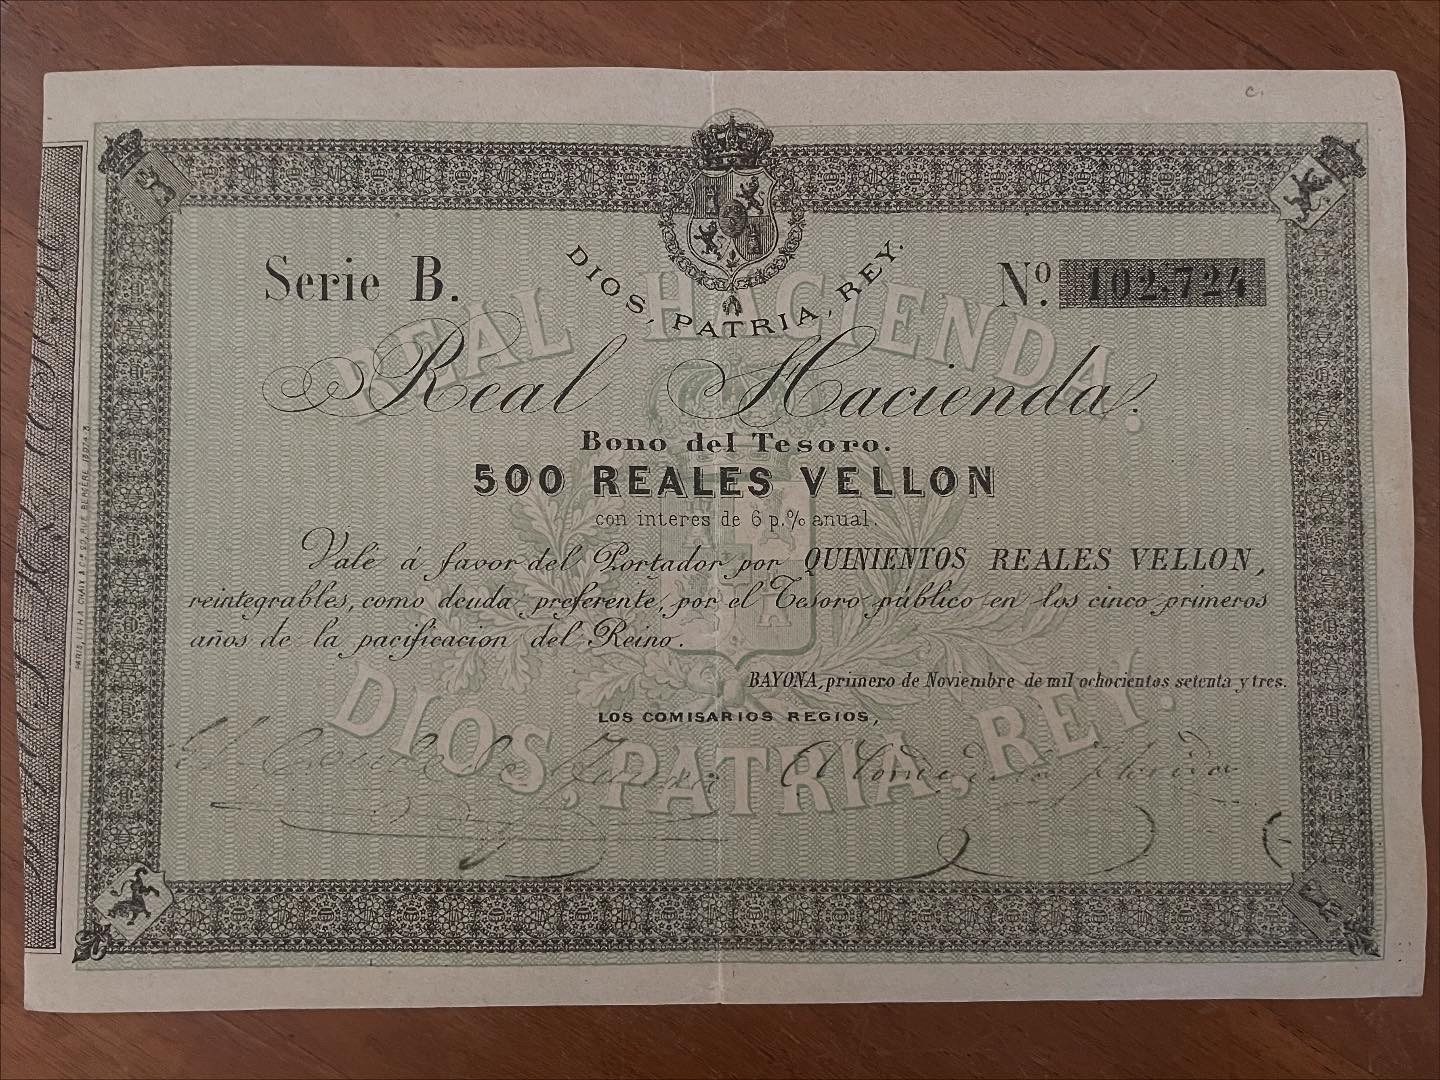 C.
Serie B.
DIOS, PATRIA, REY.
Nº. 102.724
REAL HACIENDA.
Real Hacienda.
Bono del Tesoro.
500 REALES VELLON
con interes de 6 p.% anual.
Vale á favor del Portador por QUINIENTOS REALES VELLON,
reintegrables, como deuda preferente, por el Tesoro público en los cinco primeros
años de la pacificacion del Reino.
BAYONA, primero de Noviembre de mil ochocientos setenta y tres.
LOS COMISARIOS REGIOS,
DIOS, PATRIA, REY.